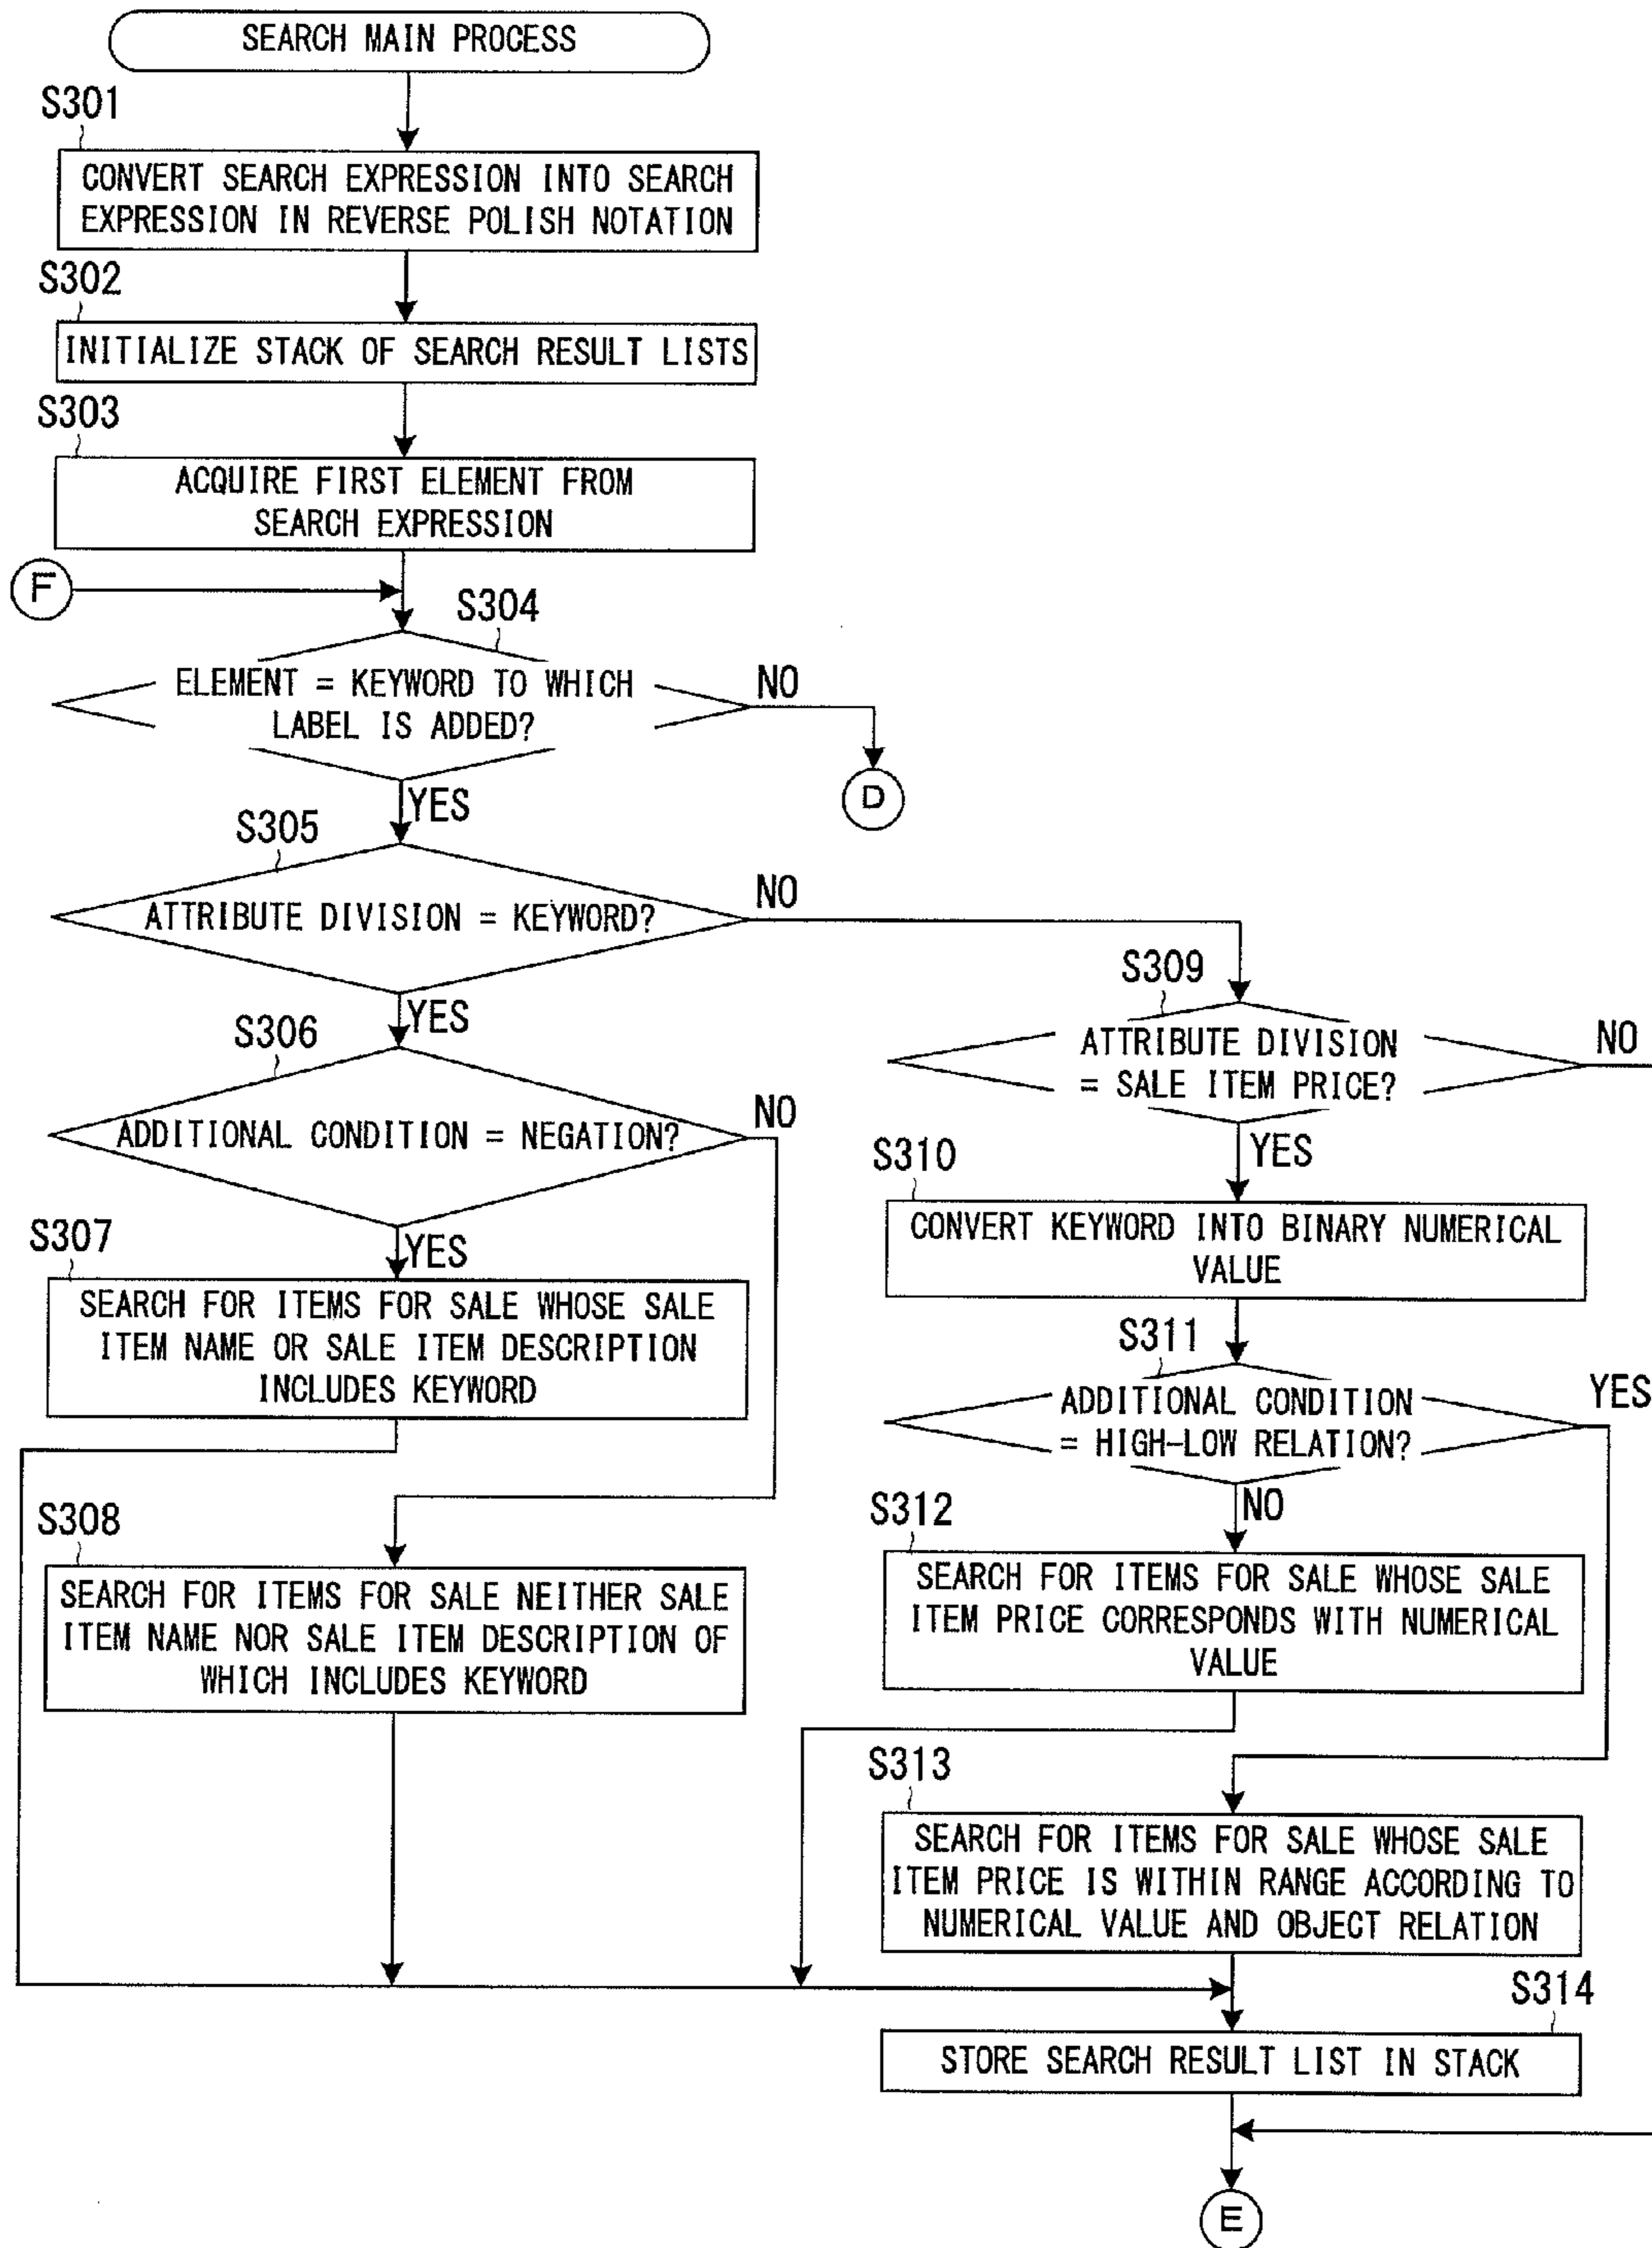 SEARCH MAIN PROCESS
S301
CONVERT SEARCH EXPRESSION INTO SEARCH
EXPRESSION IN REVERSE POLISH NOTATION
S302
INITIALIZE STACK OF SEARCH RESULT LISTS
S303
ACQUIRE FIRST ELEMENT FROM
SEARCH EXPRESSION
F
S304
ELEMENT = KEYWORD TO WHICH
LABEL IS ADDED?
NO
D
YES
S305
ATTRIBUTE DIVISION = KEYWORD?
NO
YES
S306
ADDITIONAL CONDITION = NEGATION?
NO
YES
S307
SEARCH FOR ITEMS FOR SALE WHOSE SALE
ITEM NAME OR SALE ITEM DESCRIPTION
INCLUDES KEYWORD
S308
SEARCH FOR ITEMS FOR SALE NEITHER SALE
ITEM NAME NOR SALE ITEM DESCRIPTION OF
WHICH INCLUDES KEYWORD
S309
ATTRIBUTE DIVISION
= SALE ITEM PRICE?
NO
YES
S310
CONVERT KEYWORD INTO BINARY NUMERICAL
VALUE
S311
ADDITIONAL CONDITION
= HIGH-LOW RELATION?
YES
NO
S312
SEARCH FOR ITEMS FOR SALE WHOSE SALE
ITEM PRICE CORRESPONDS WITH NUMERICAL
VALUE
S313
SEARCH FOR ITEMS FOR SALE WHOSE SALE
ITEM PRICE IS WITHIN RANGE ACCORDING TO
NUMERICAL VALUE AND OBJECT RELATION
S314
STORE SEARCH RESULT LIST IN STACK
E